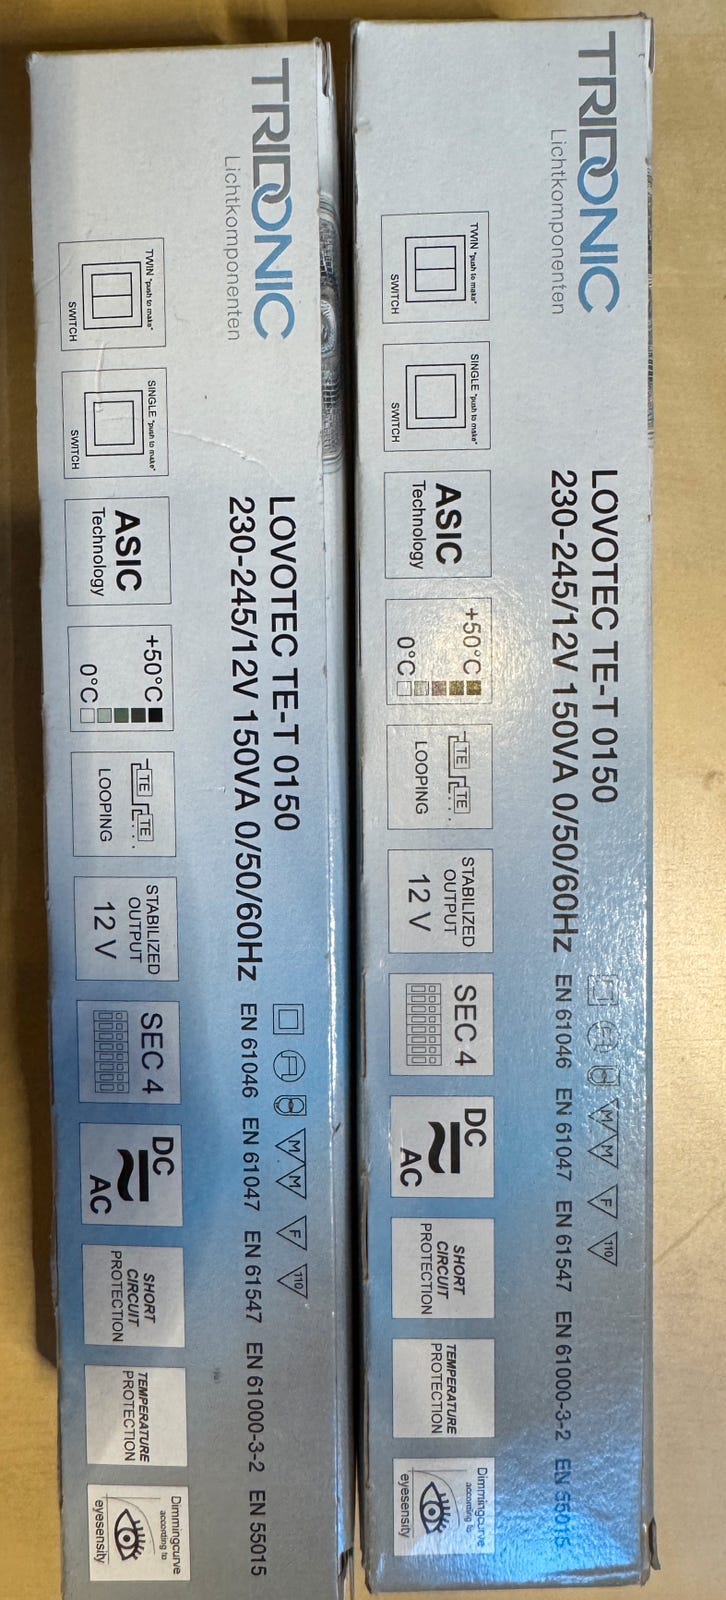 TRIDONIC
Lichtkomponenten
LOVOTEC TE-T 0150
230-245/12V 150VA 0/50/60Hz
M M F 110
EN 61046 EN 61047 EN 61547 EN 61000-3-2 EN 55015
TWIN "push to make"
SWITCH
SINGLE "push to make"
SWITCH
ASIC
Technology
+50°C
0°C
TE TE
LOOPING
STABILIZED
OUTPUT
12 V
SEC 4
DC
AC
SHORT
CIRCUIT
PROTECTION
TEMPERATURE
PROTECTION
Dimmingcurve
according to
eyesensity
TRIDONIC
Lichtkomponenten
LOVOTEC TE-T 0150
230-245/12V 150VA 0/50/60Hz
M M F 110
EN 61046 EN 61047 EN 61547 EN 61000-3-2 EN 55015
TWIN "push to make"
SWITCH
SINGLE "push to make"
SWITCH
ASIC
Technology
+50°C
0°C
TE TE
LOOPING
STABILIZED
OUTPUT
12 V
SEC 4
DC
AC
SHORT
CIRCUIT
PROTECTION
TEMPERATURE
PROTECTION
Dimmingcurve
according to
eyesensity